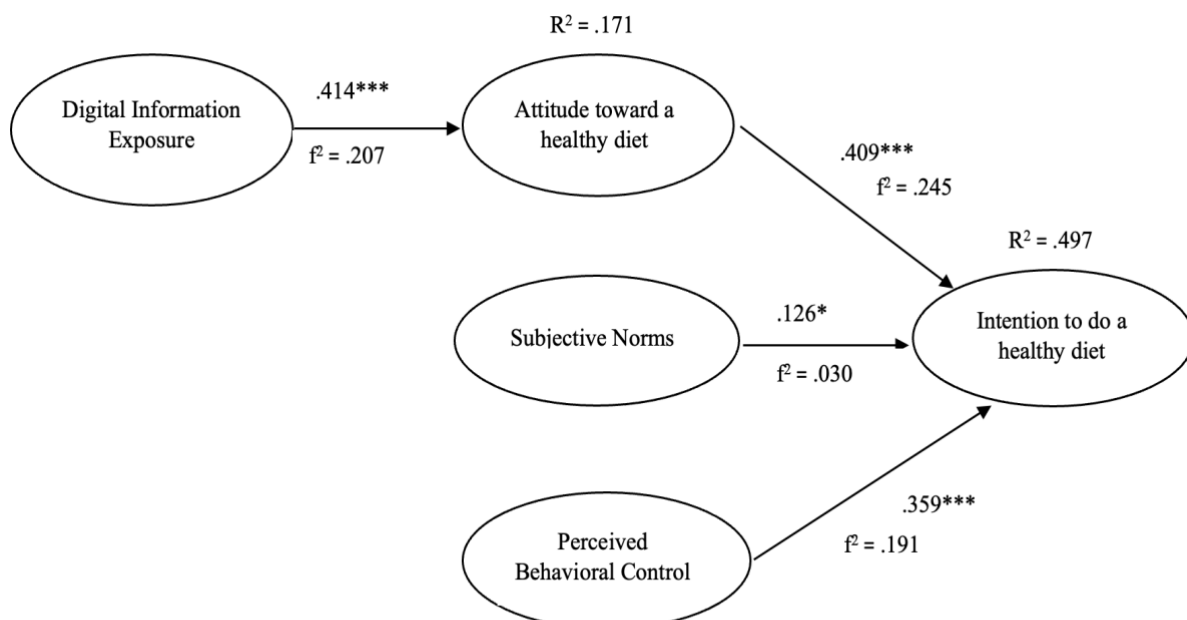 R² = .171
Digital Information
Exposure
.414***
f² = .207
Attitude toward a
healthy diet
.409***
f² = .245
R² = .497
Subjective Norms
.126*
f² = .030
Intention to do a
healthy diet
Perceived
Behavioral Control
.359***
f² = .191